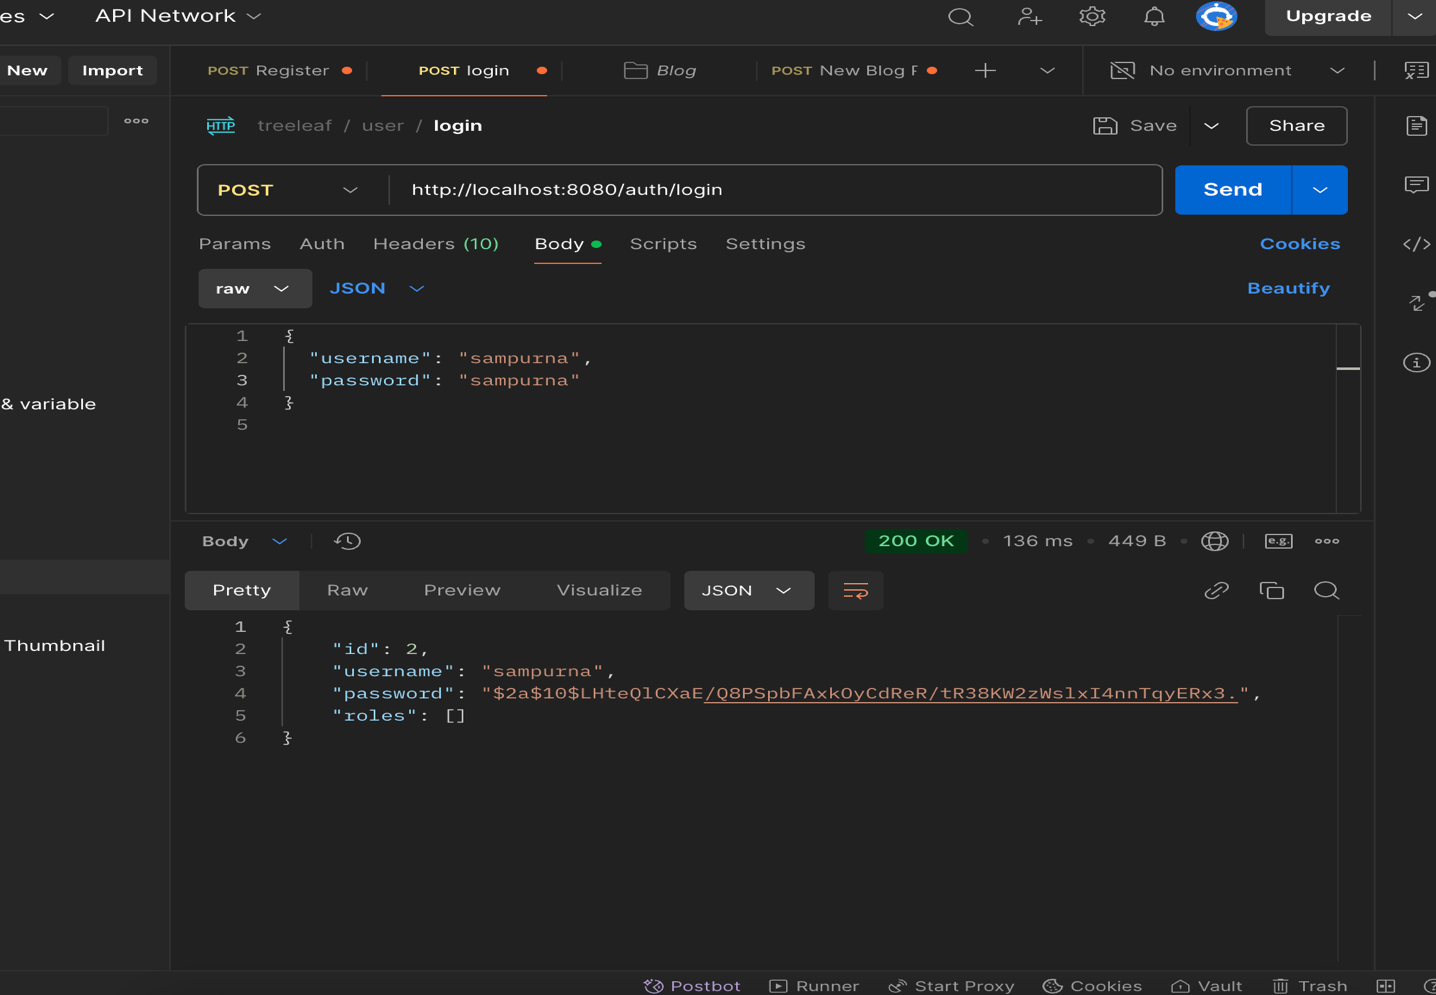 es API Network Upgrade
New Import POST Register POST login Blog POST New Blog F No environment
treeleaf / user / login Save Share
POST http://localhost:8080/auth/login Send
Params Auth Headers (10) Body Scripts Settings Cookies
raw JSON Beautify
1 {
2 "username": "sampurna",
3 "password": "sampurna"
4 }
5
& variable
Body 200 OK 136 ms 449 B e.g.
Pretty Raw Preview Visualize JSON
Thumbnail
1 {
2 "id": 2,
3 "username": "sampurna",
4 "password": "$2a$10$LHteQlCXaE/Q8PSpbFAxkOyCdReR/tR38KW2zWslxI4nnTqyERx3.",
5 "roles": []
6 }
Postbot Runner Start Proxy Cookies Vault Trash